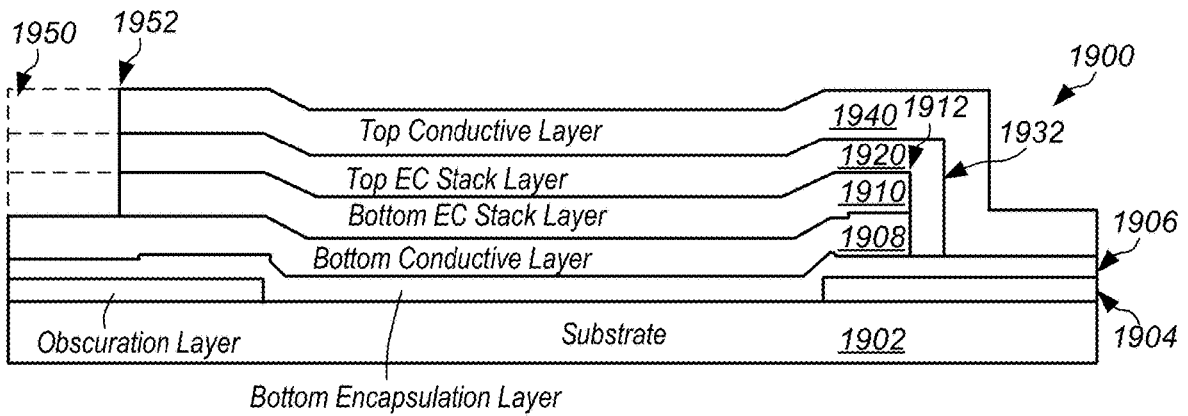 1950
1952
1900
Top Conductive Layer
1940
1912
1932
Top EC Stack Layer
1920
Bottom EC Stack Layer
1910
Bottom Conductive Layer
1908
1906
Obscuration Layer
Substrate
1902
1904
Bottom Encapsulation Layer